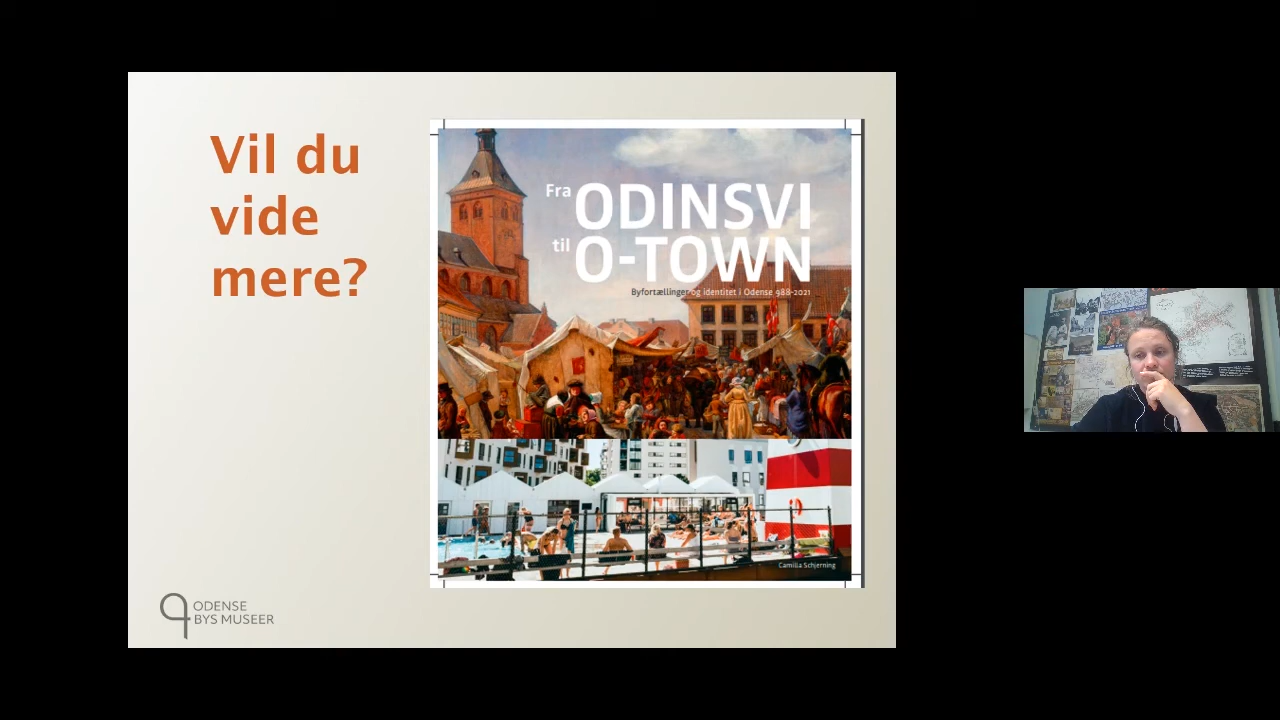 Vil du
vide
mere?
Fra ODINSVI
til O-TOWN
Byfortællinger og identitet i Odense 988-2021
Camilla Schjerning
ODENSE
BYS MUSEER